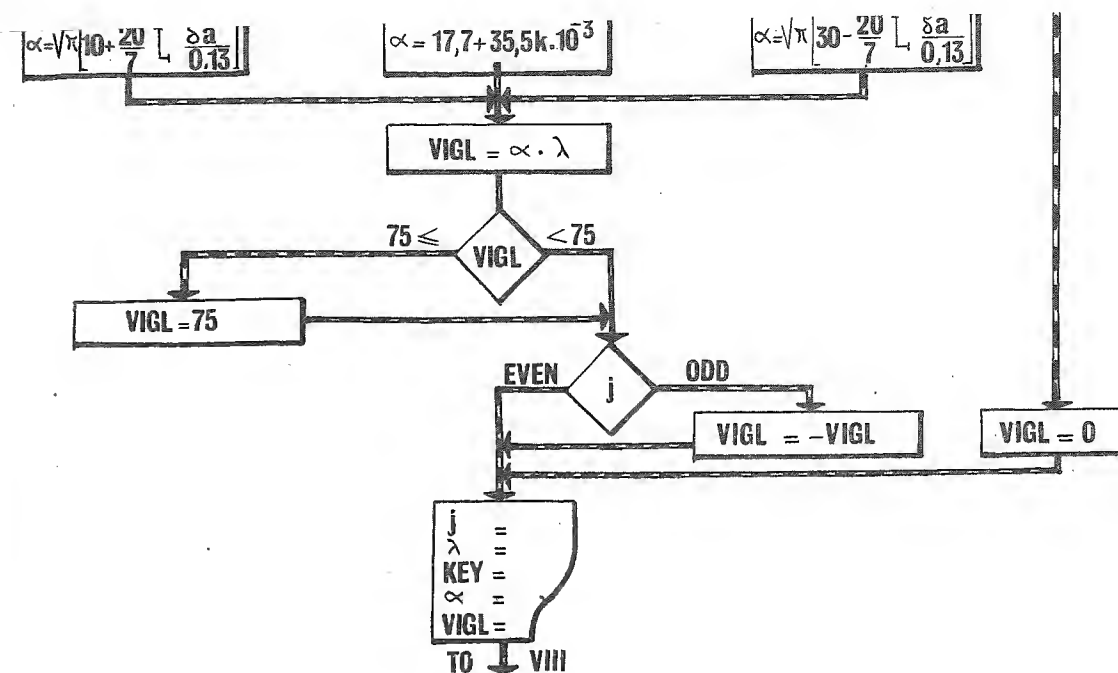 α=√π[10+20/7 L δa/0.13]
α = 17,7+35,5k.10⁻³
α=√π[30-20/7 L δa/0,13]
VIGL = α · λ
75 ≤
VIGL
< 75
VIGL = 75
EVEN
j
ODD
VIGL = -VIGL
VIGL = 0
j =
λ =
KEY =
α =
VIGL =
TO VIII